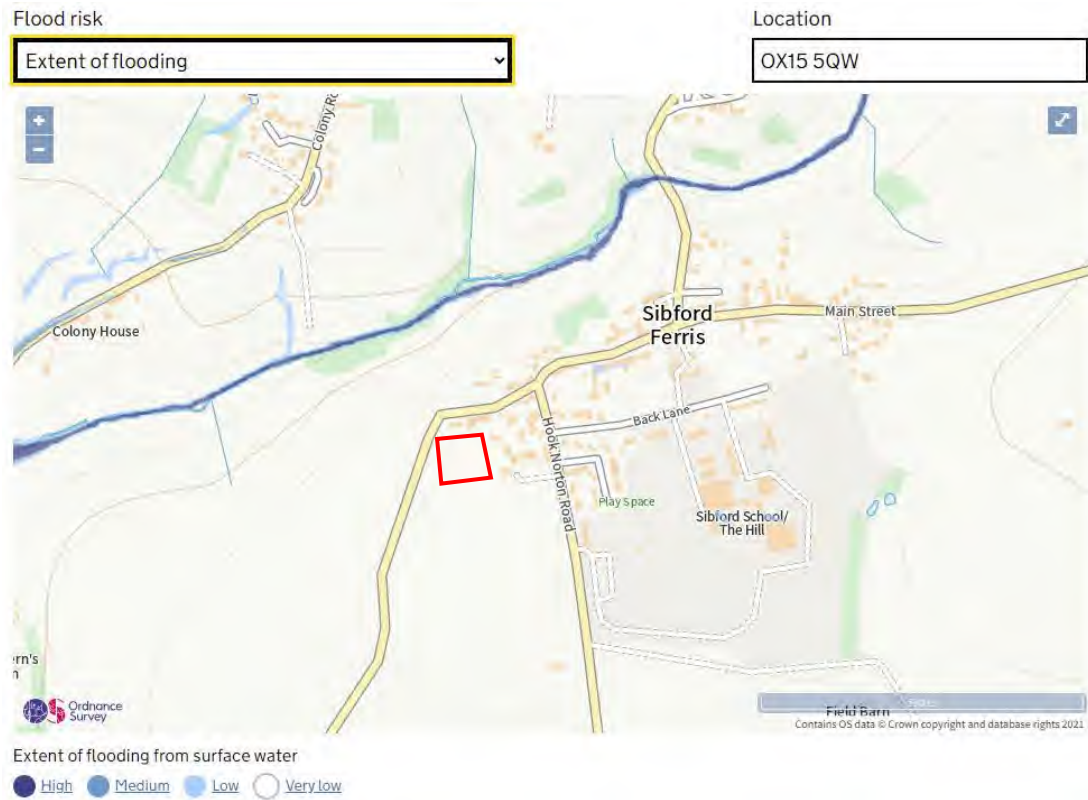 Flood risk
Location
Extent of flooding
OX15 5QW
+
−
Colony Ro
Colony House
Sibford
Ferris
Main Street
Back Lane
Hook Norton Road
Play Space
Sibford School/
The Hill
ern's
Field Barn
Ordnance
Survey
Contains OS data © Crown copyright and database rights 2021
Extent of flooding from surface water
High
Medium
Low
Very low